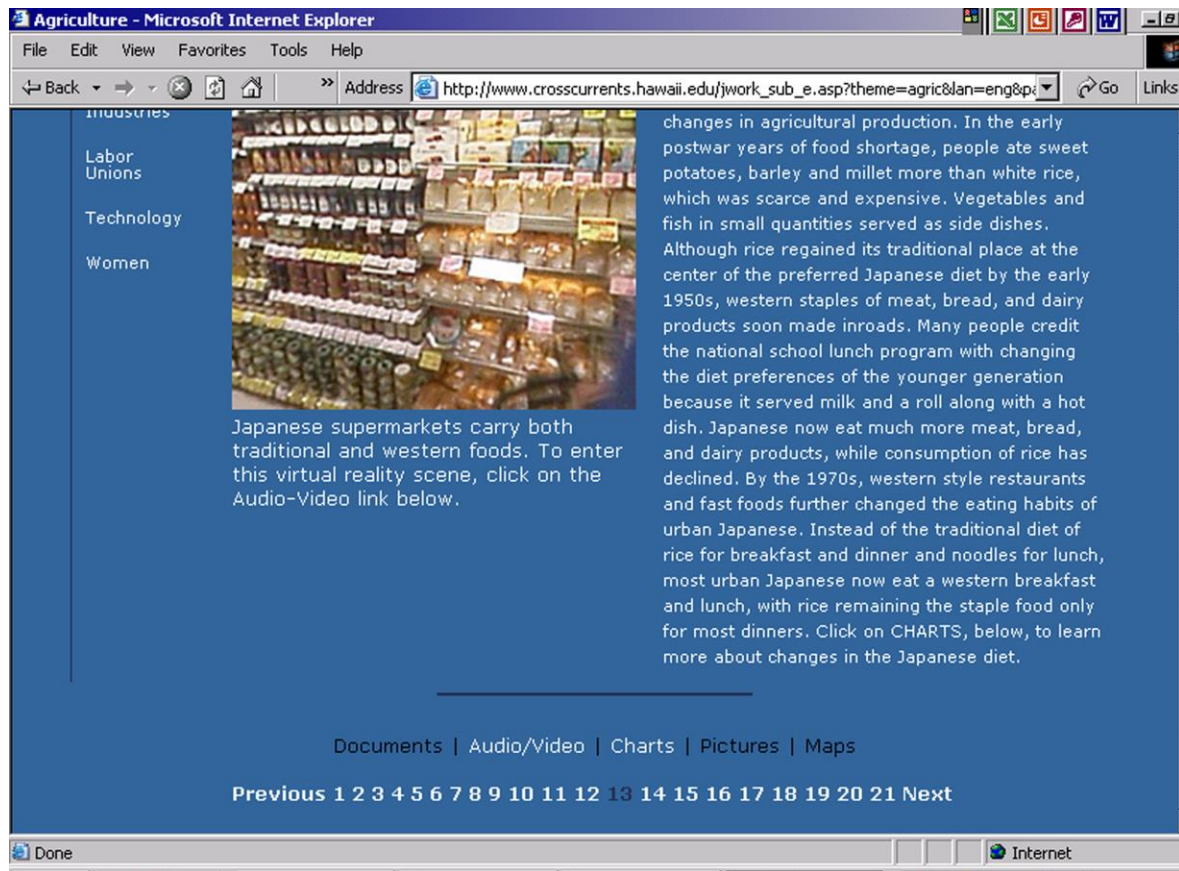 Agriculture - Microsoft Internet Explorer
File Edit View Favorites Tools Help
Back » Address http://www.crosscurrents.hawaii.edu/jwork_sub_e.asp?theme=agric&lan=eng&p Go Links
Industries
Labor
Unions
Technology
Women
Japanese supermarkets carry both
traditional and western foods. To enter
this virtual reality scene, click on the
Audio-Video link below.
changes in agricultural production. In the early
postwar years of food shortage, people ate sweet
potatoes, barley and millet more than white rice,
which was scarce and expensive. Vegetables and
fish in small quantities served as side dishes.
Although rice regained its traditional place at the
center of the preferred Japanese diet by the early
1950s, western staples of meat, bread, and dairy
products soon made inroads. Many people credit
the national school lunch program with changing
the diet preferences of the younger generation
because it served milk and a roll along with a hot
dish. Japanese now eat much more meat, bread,
and dairy products, while consumption of rice has
declined. By the 1970s, western style restaurants
and fast foods further changed the eating habits of
urban Japanese. Instead of the traditional diet of
rice for breakfast and dinner and noodles for lunch,
most urban Japanese now eat a western breakfast
and lunch, with rice remaining the staple food only
for most dinners. Click on CHARTS, below, to learn
more about changes in the Japanese diet.
Documents | Audio/Video | Charts | Pictures | Maps
Previous 1 2 3 4 5 6 7 8 9 10 11 12 13 14 15 16 17 18 19 20 21 Next
Done Internet